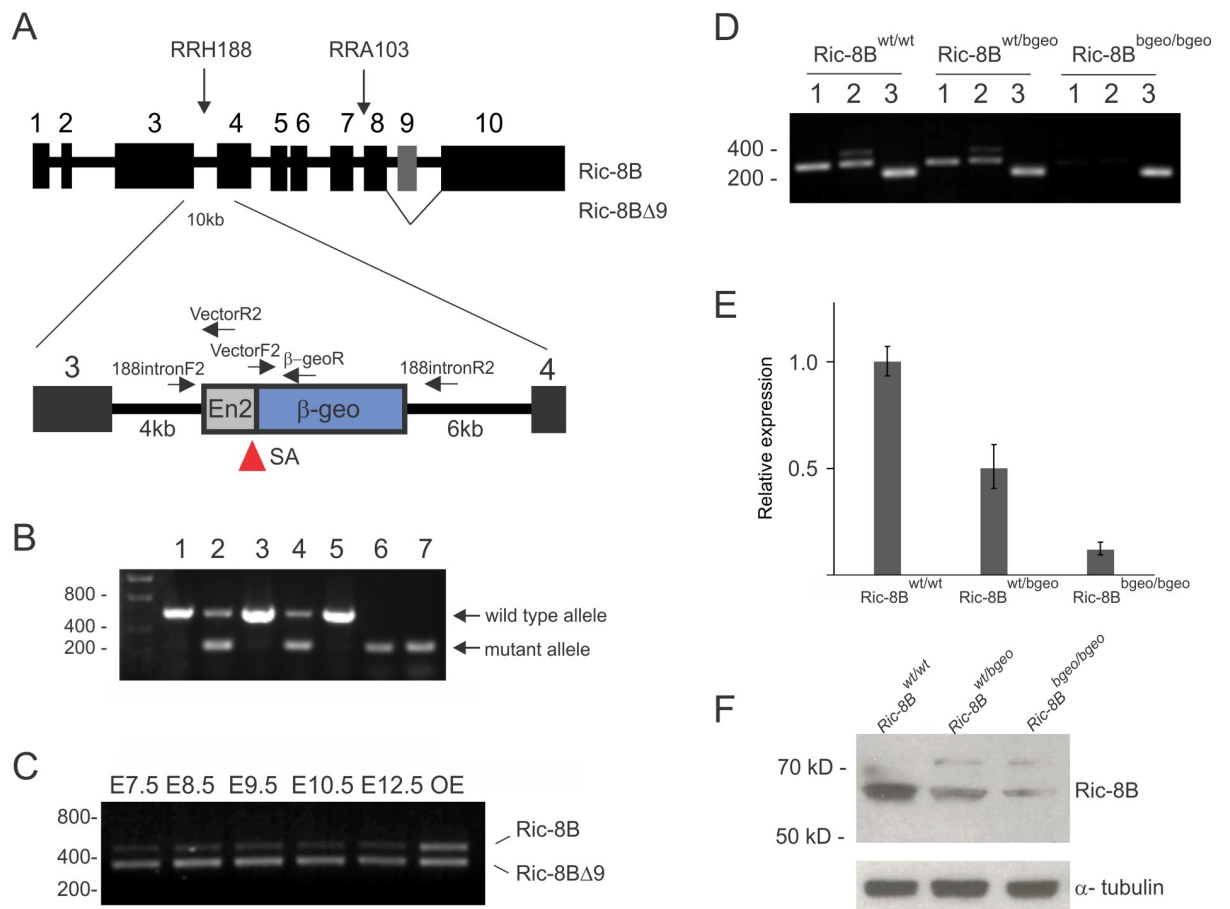 A
RRH188
RRA103
1 2 3 4 5 6 7 8 9 10
Ric-8B
Ric-8BΔ9
10kb
VectorR2
VectorF2
β-geoR
3
188intronF2
188intronR2
4
En2
β-geo
4kb
6kb
SA
B
1 2 3 4 5 6 7
800 -
400 -
200 -
wild type allele
mutant allele
C
E7.5 E8.5 E9.5 E10.5 E12.5 OE
800-
400-
200-
Ric-8B
Ric-8BΔ9
D
Ric-8B wt/wt
Ric-8B wt/bgeo
Ric-8B bgeo/bgeo
1 2 3 1 2 3 1 2 3
400 -
200 -
E
Relative expression
1.0
0.5
Ric-8B wt/wt
Ric-8B wt/bgeo
Ric-8B bgeo/bgeo
F
Ric-8B wt/wt
Ric-8B wt/bgeo
Ric-8B bgeo/bgeo
70 kD -
50 kD -
Ric-8B
α- tubulin